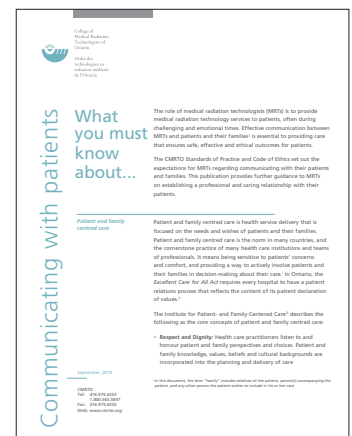 College of
Medical Radiation
Technologists of
Ontario
Ordre des
technologues en
radiation médicale
de l'Ontario
Communicating with patients
What
you must
know
about...
The role of medical radiation technologists (MRTs) is to provide
medical radiation technology services to patients, often during
challenging and emotional times. Effective communication between
MRTs and patients and their families¹ is essential to providing care
that ensures safe, effective and ethical outcomes for patients.
The CMRTO Standards of Practice and Code of Ethics set out the
expectations for MRTs regarding communicating with their patients
and families. This publication provides further guidance to MRTs
on establishing a professional and caring relationship with their
patients.
Patient and family
centred care
Patient and family centred care is health service delivery that is
focused on the needs and wishes of patients and their families.
Patient and family centred care is the norm in many countries, and
the cornerstone practice of many health care institutions and teams
of professionals. It means being sensitive to patients' concerns
and comfort, and providing a way to actively involve patients and
their families in decision-making about their care.ⁱ In Ontario, the
Excellent Care for All Act requires every hospital to have a patient
relations process that reflects the content of its patient declaration
of values.ⁱⁱ
The Institute for Patient- and Family-Centered Careⁱⁱⁱ describes the
following as the core concepts of patient and family centred care:
• Respect and Dignity: Health care practitioners listen to and
honour patient and family perspectives and choices. Patient and
family knowledge, values, beliefs and cultural backgrounds are
incorporated into the planning and delivery of care
September, 2013
CMRTO
Tel 416.975.4353
1.800.563.5847
Fax: 416.975.4355
Web: www.cmrto.org
¹In this document, the term "family" includes relations of the patient, person(s) accompanying the
patient, and any other person the patient wishes to include in his or her care.